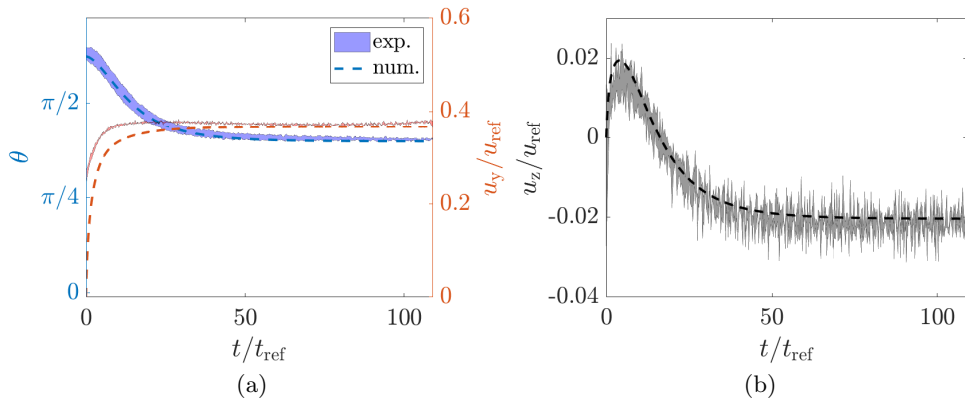 θ
π/2
π/4
0
0 50 100
t/t_ref
0.6
0.4
0.2
0
u_y/u_ref
exp.
num.
(a)
u_z/u_ref
0.02
0
-0.02
-0.04
0 50 100
t/t_ref
(b)